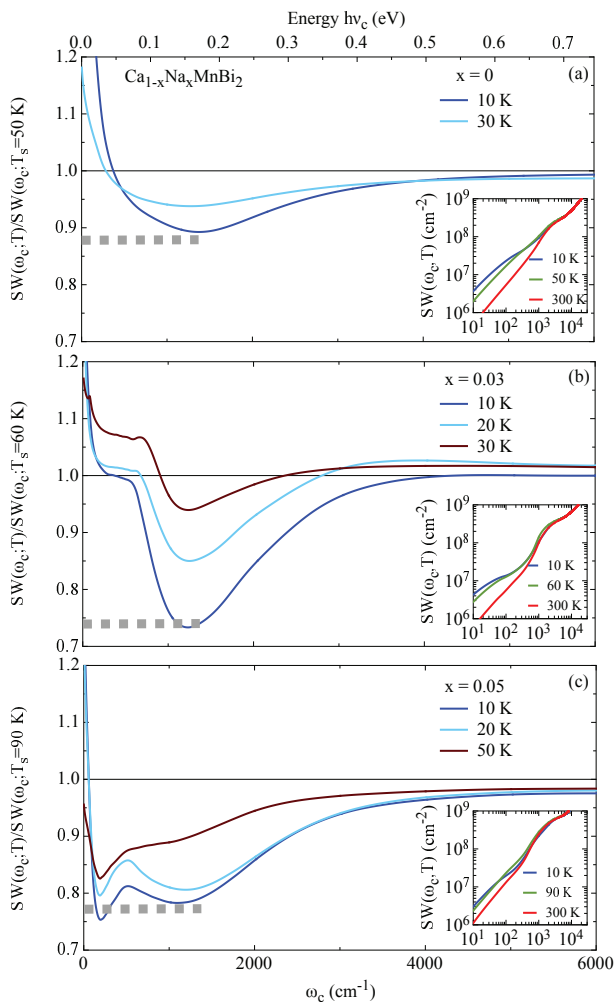 Energy hν_c (eV)
0.0 0.1 0.2 0.3 0.4 0.5 0.6 0.7
SW(ω_c;T)/SW(ω_c;T_s=50 K)
1.2
1.1
1.0
0.9
0.8
0.7
Ca_{1-x}Na_xMnBi_2
x = 0
(a)
10 K
30 K
SW(ω_c,T) (cm^{-2})
10^9
10^8
10^7
10^6
10 K
50 K
300 K
10^1 10^2 10^3 10^4
SW(ω_c;T)/SW(ω_c;T_s=60 K)
1.2
1.1
1.0
0.9
0.8
0.7
x = 0.03
(b)
10 K
20 K
30 K
SW(ω_c,T) (cm^{-2})
10^9
10^8
10^7
10^6
10 K
60 K
300 K
10^1 10^2 10^3 10^4
SW(ω_c;T)/SW(ω_c;T_s=90 K)
1.2
1.1
1.0
0.9
0.8
0.7
x = 0.05
(c)
10 K
20 K
50 K
SW(ω_c,T) (cm^{-2})
10^9
10^8
10^7
10^6
10 K
90 K
300 K
10^1 10^2 10^3 10^4
0 2000 4000 6000
ω_c (cm^{-1})